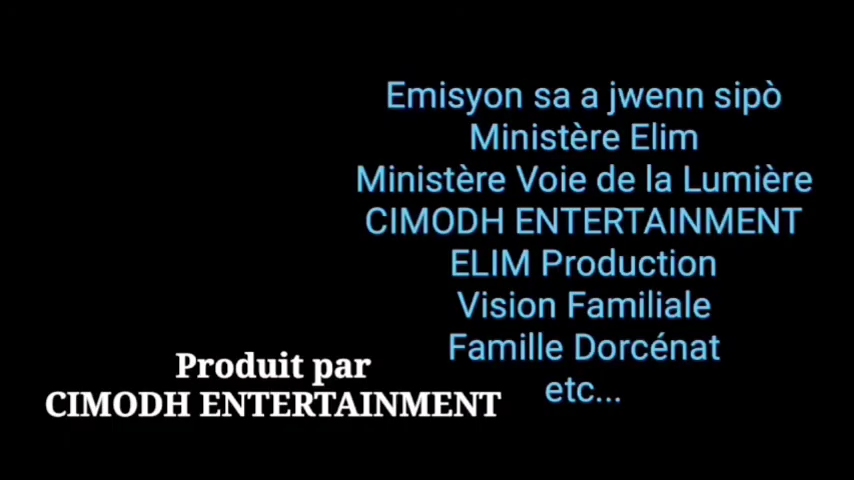 Emisyon sa a jwenn sipò
Ministère Elim
Ministère Voie de la Lumière
CIMODH ENTERTAINMENT
ELIM Production
Vision Familiale
Famille Dorcénat
etc...
Produit par
CIMODH ENTERTAINMENT